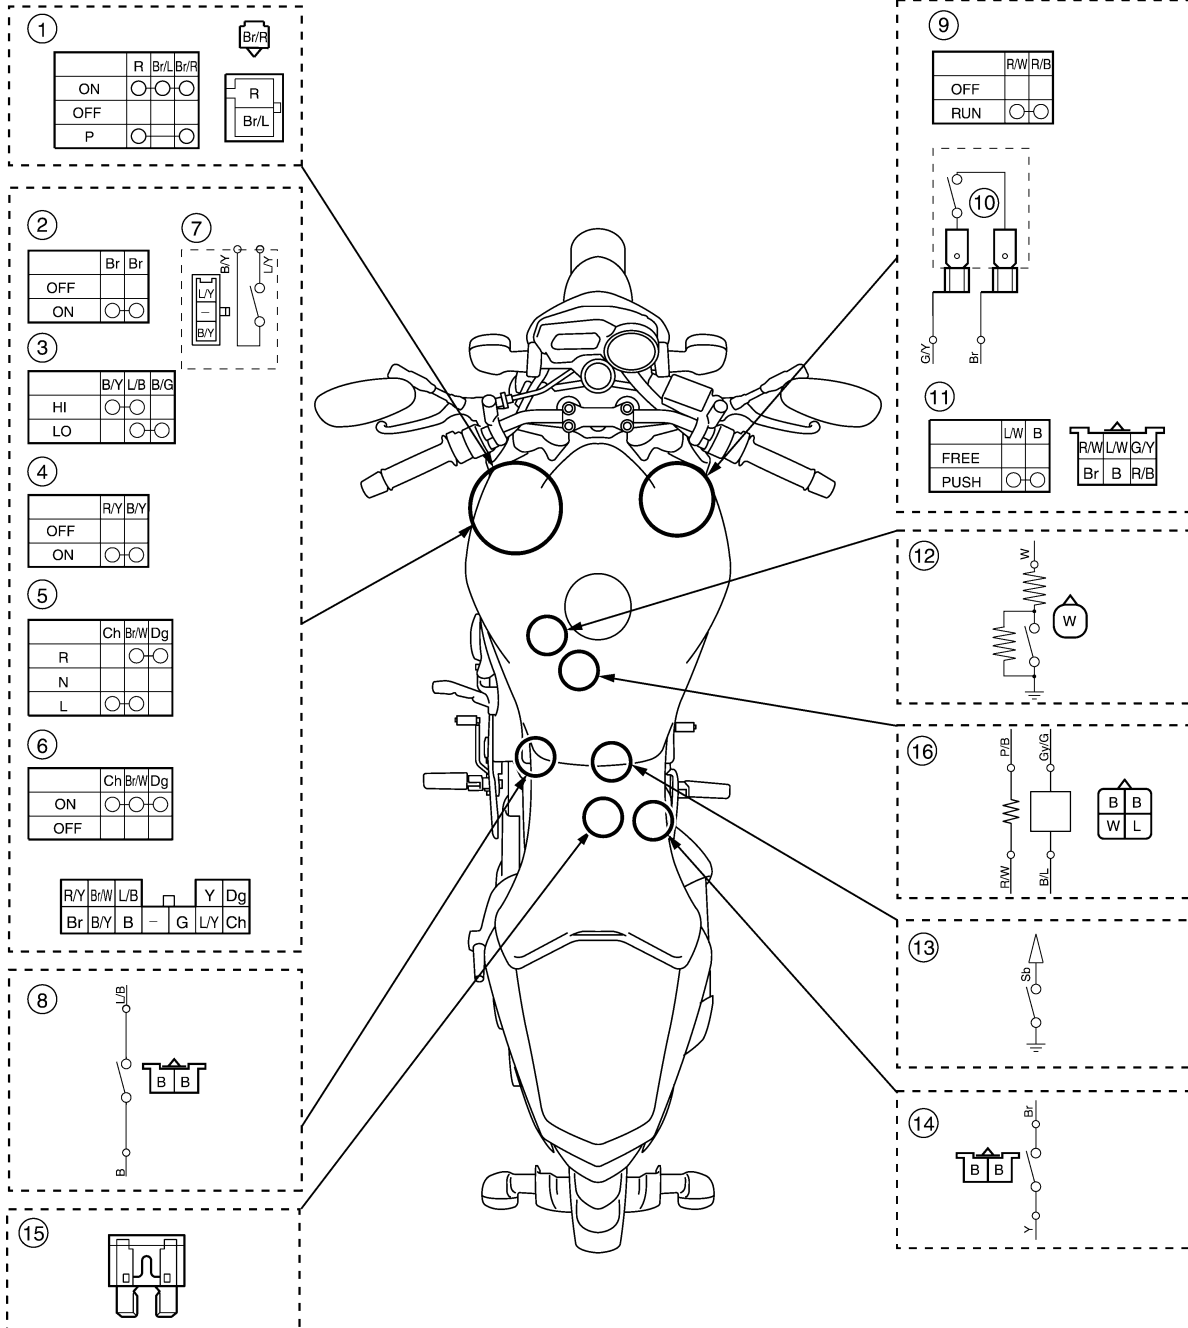 1
Br/R
R Br/L Br/R
ON
OFF
P
R
Br/L
2
Br Br
OFF
ON
7
B/Y
L/Y
L/Y
–
B/Y
3
B/Y L/B B/G
HI
LO
4
R/Y B/Y
OFF
ON
5
Ch Br/W Dg
R
N
L
6
Ch Br/W Dg
ON
OFF
R/Y Br/W L/B Y Dg
Br B/Y B – G L/Y Ch
8
L/B
B B
B
15
9
R/W R/B
OFF
RUN
10
G/Y
Br
11
L/W B
FREE
PUSH
R/W L/W G/Y
Br B R/B
12
W
W
16
P/B
Gy/G
B B
W L
R/W
B/L
13
Sb
14
Br
B B
Y